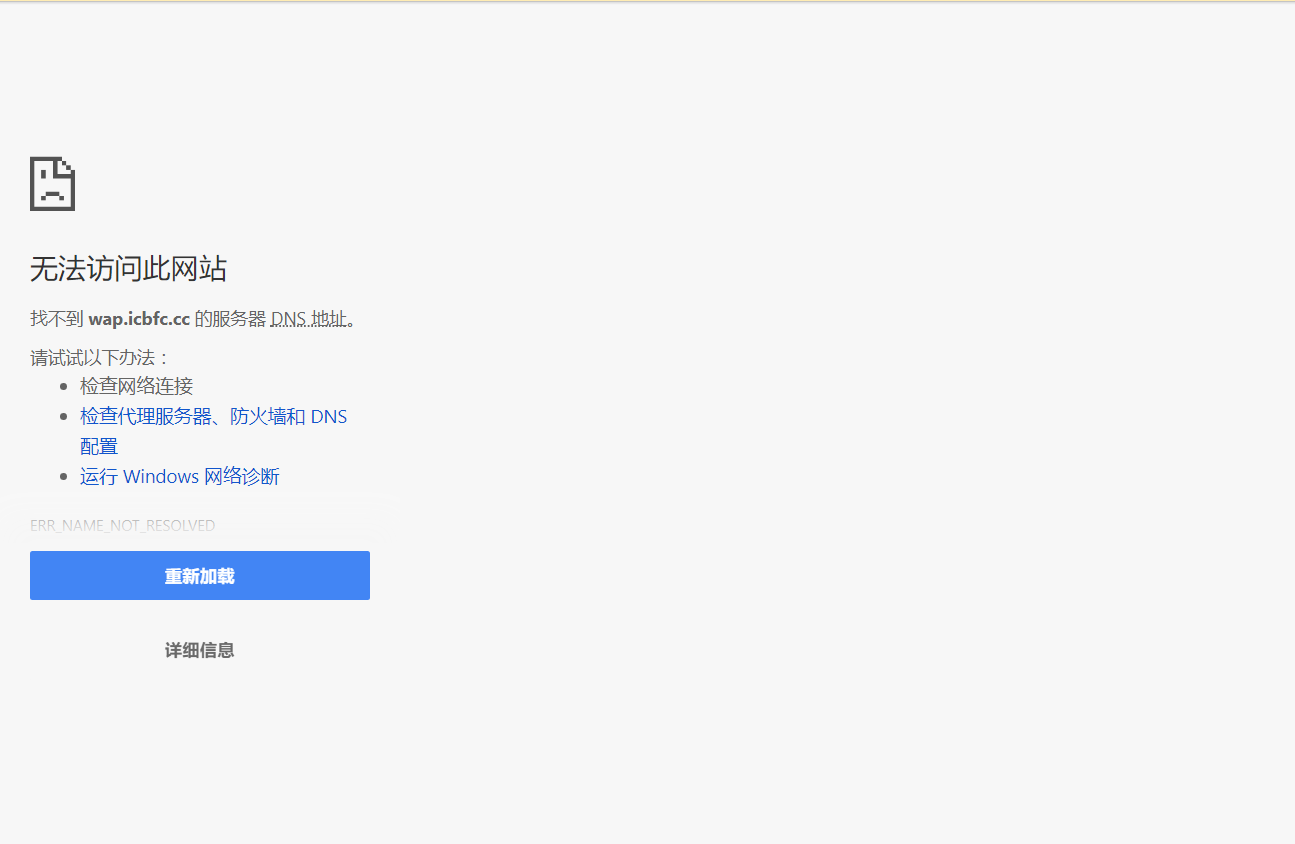 无法访问此网站
找不到 wap.icbfc.cc 的服务器 DNS 地址。
请试试以下办法：
检查网络连接
检查代理服务器、防火墙和 DNS
配置
运行 Windows 网络诊断
ERR_NAME_NOT_RESOLVED
重新加载
详细信息